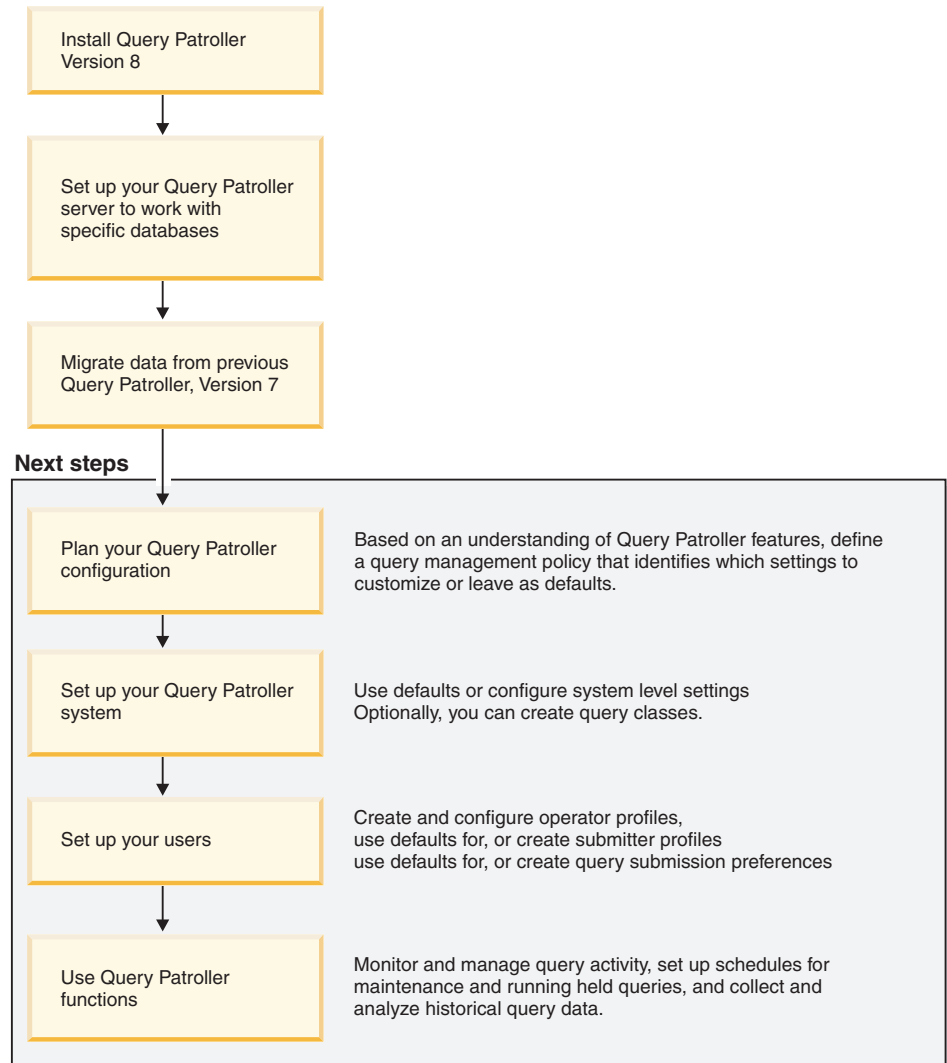 Install Query Patroller
Version 8
Set up your Query Patroller
server to work with
specific databases
Migrate data from previous
Query Patroller, Version 7
Next steps
Plan your Query Patroller
configuration
Based on an understanding of Query Patroller features, define
a query management policy that identifies which settings to
customize or leave as defaults.
Set up your Query Patroller
system
Use defaults or configure system level settings
Optionally, you can create query classes.
Set up your users
Create and configure operator profiles,
use defaults for, or create submitter profiles
use defaults for, or create query submission preferences
Use Query Patroller
functions
Monitor and manage query activity, set up schedules for
maintenance and running held queries, and collect and
analyze historical query data.